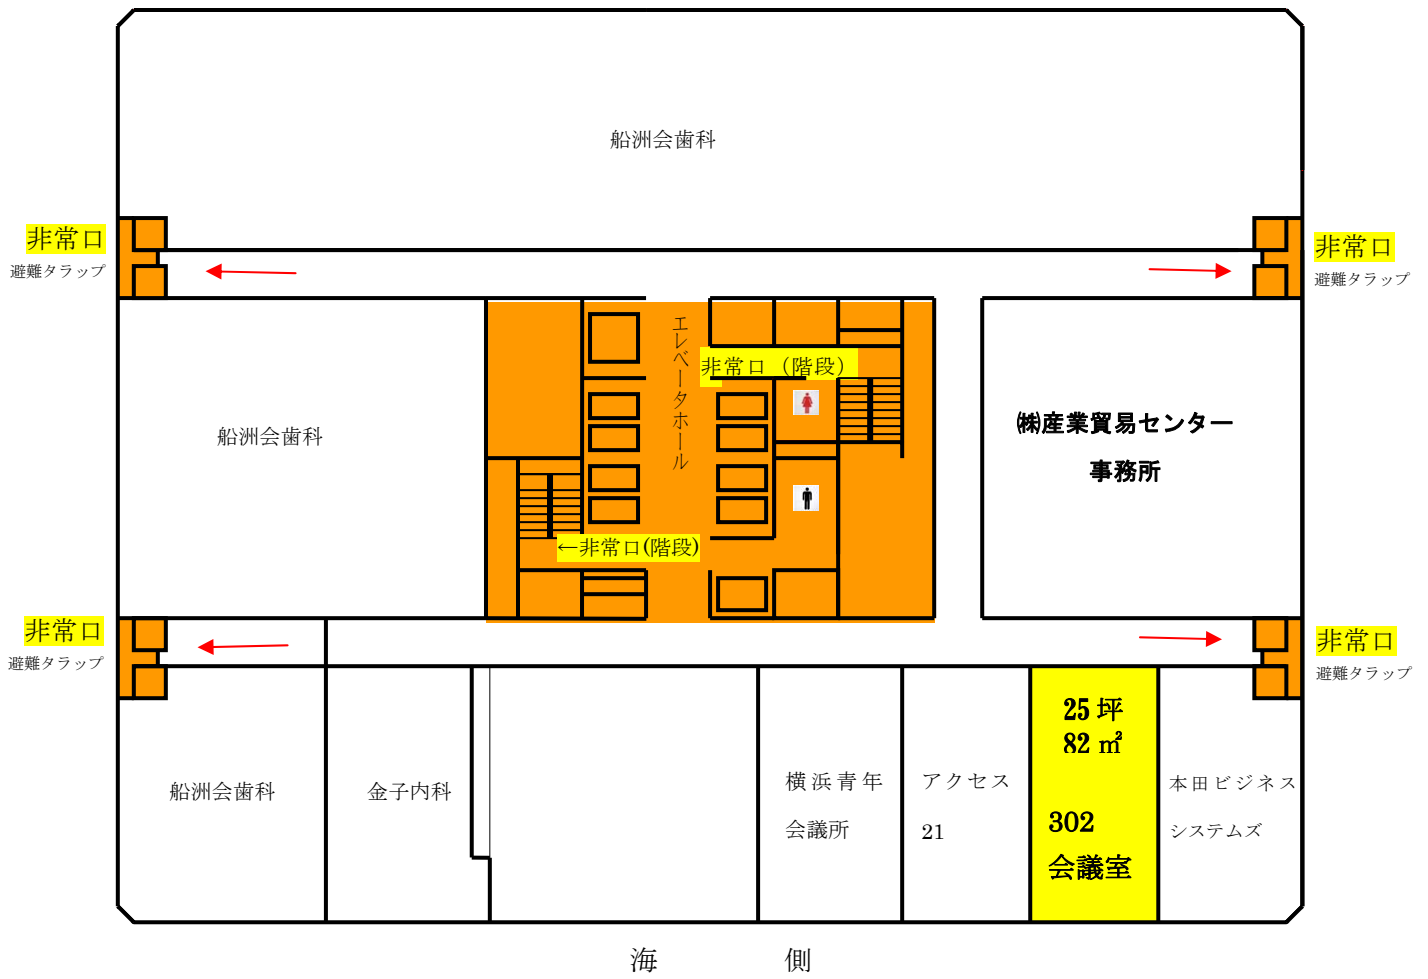 船洲会歯科
非常口
避難タラップ
非常口
避難タラップ
エレベータホール
非常口（階段）
船洲会歯科
㈱産業貿易センター
事務所
←非常口(階段)
非常口
避難タラップ
非常口
避難タラップ
船洲会歯科
金子内科
横浜青年
会議所
アクセス
21
25 坪
82 ㎡
302
会議室
本田ビジネス
システムズ
海 側